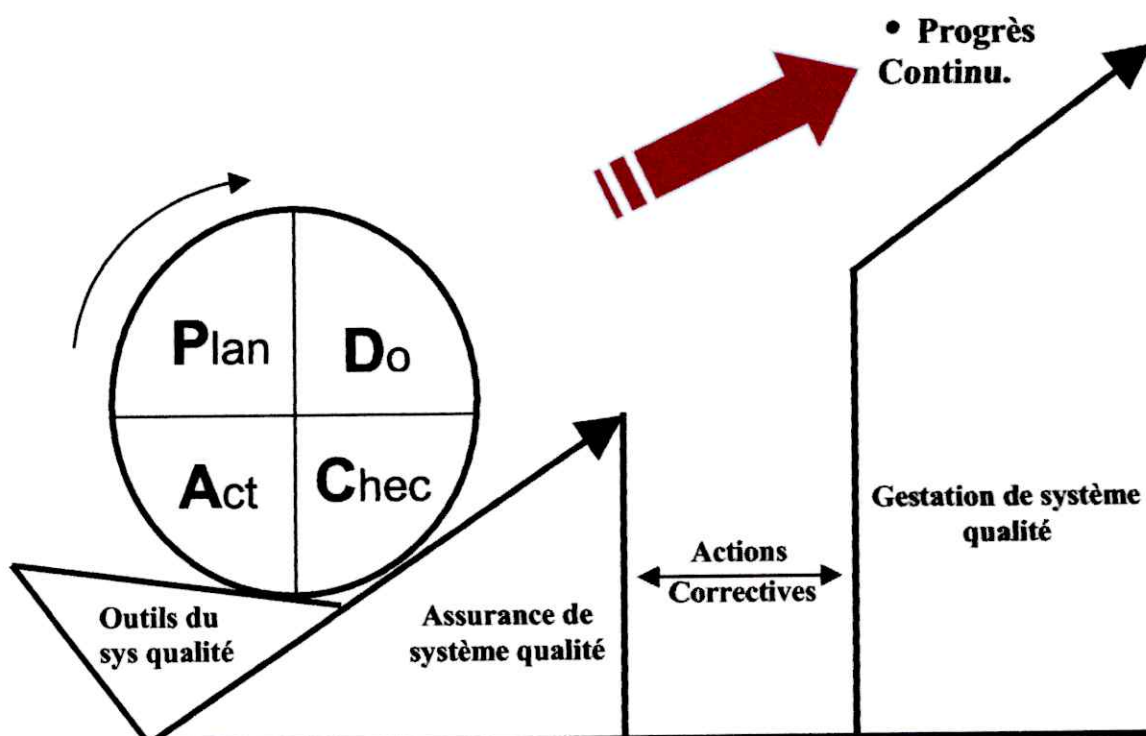 • Progrès
Continu.
Plan
Do
Act
Chec
Gestation de système
qualité
Actions
Correctives
Outils du
sys qualité
Assurance de
système qualité